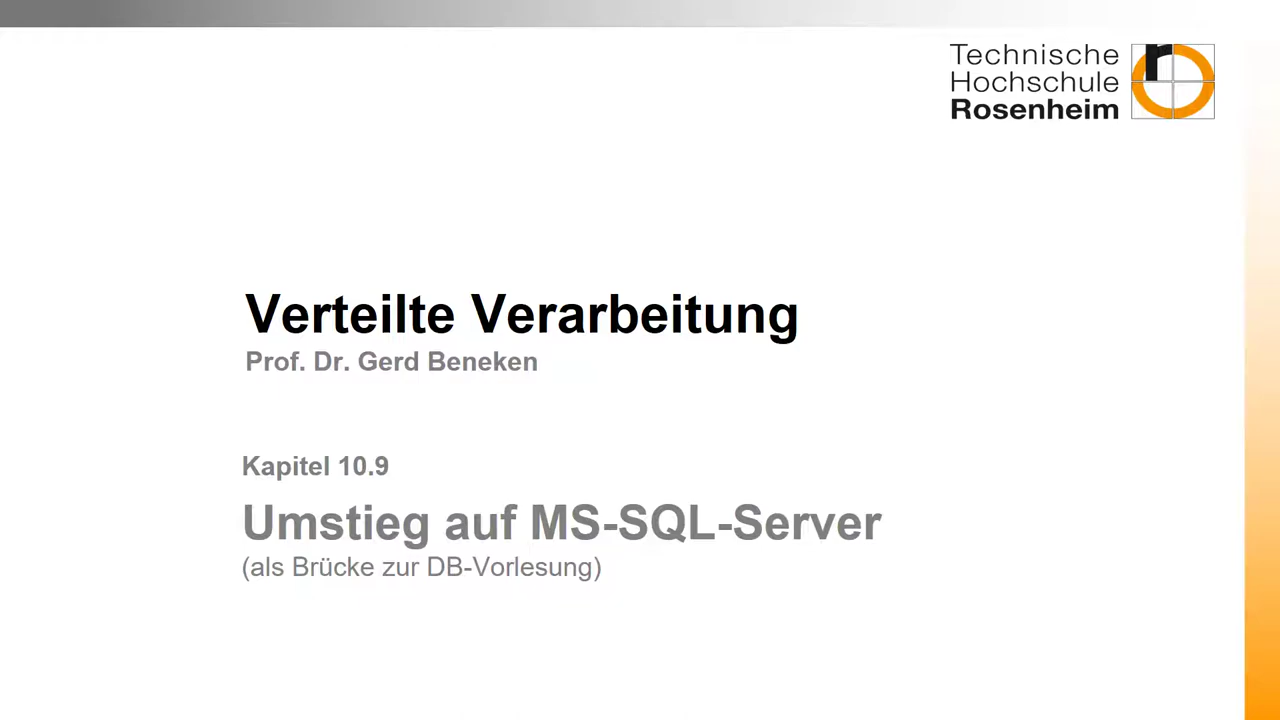 Technische
Hochschule
Rosenheim
Verteilte Verarbeitung
Prof. Dr. Gerd Beneken
Kapitel 10.9
Umstieg auf MS-SQL-Server
(als Brücke zur DB-Vorlesung)